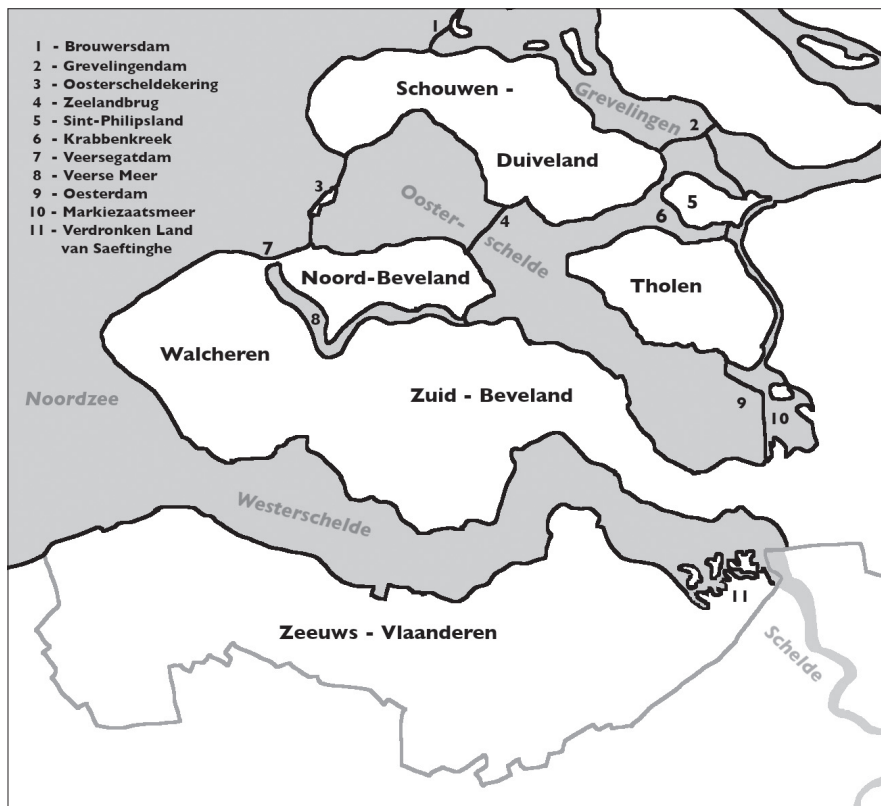 1 - Brouwersdam
2 - Grevelingendam
3 - Oosterscheldekering
4 - Zeelandbrug
5 - Sint-Philipsland
6 - Krabbenkreek
7 - Veersegatdam
8 - Veerse Meer
9 - Oesterdam
10 - Markiezaatsmeer
11 - Verdronken Land
van Saeftinghe
1
Schouwen -
Grevelingen
2
Duiveland
3
Ooster-
schelde
4
5
6
7
Noord-Beveland
Tholen
8
Walcheren
Zuid - Beveland
Noordzee
9
10
Westerschelde
11
Zeeuws - Vlaanderen
Schelde